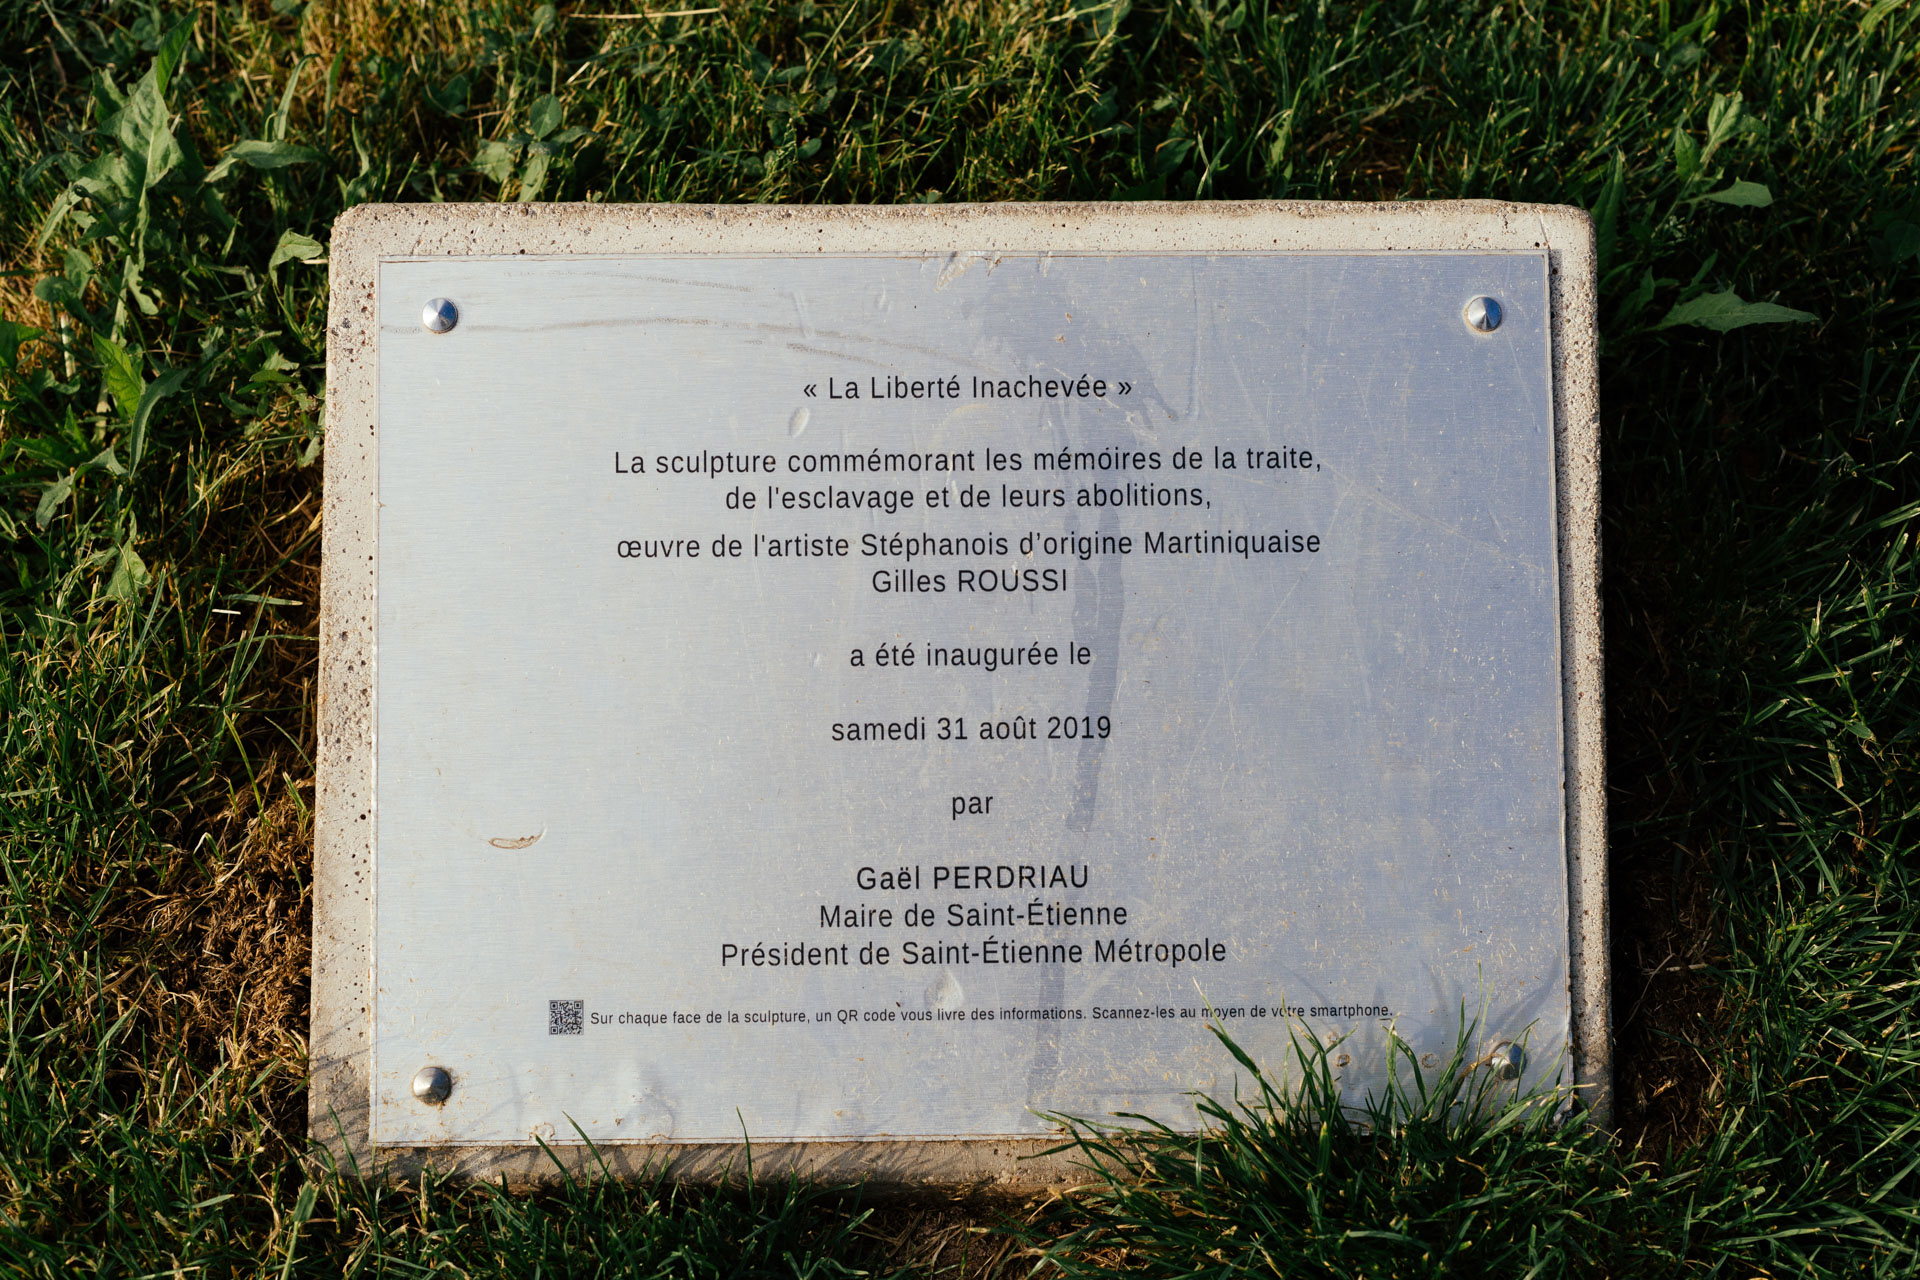 « La Liberté Inachevée »
La sculpture commémorant les mémoires de la traite,
de l'esclavage et de leurs abolitions,
œuvre de l'artiste Stéphanois d’origine Martiniquaise
Gilles ROUSSI
a été inaugurée le
samedi 31 août 2019
par
Gaël PERDRIAU
Maire de Saint-Étienne
Président de Saint-Étienne Métropole
Sur chaque face de la sculpture, un QR code vous livre des informations. Scannez-les au moyen de votre smartphone.